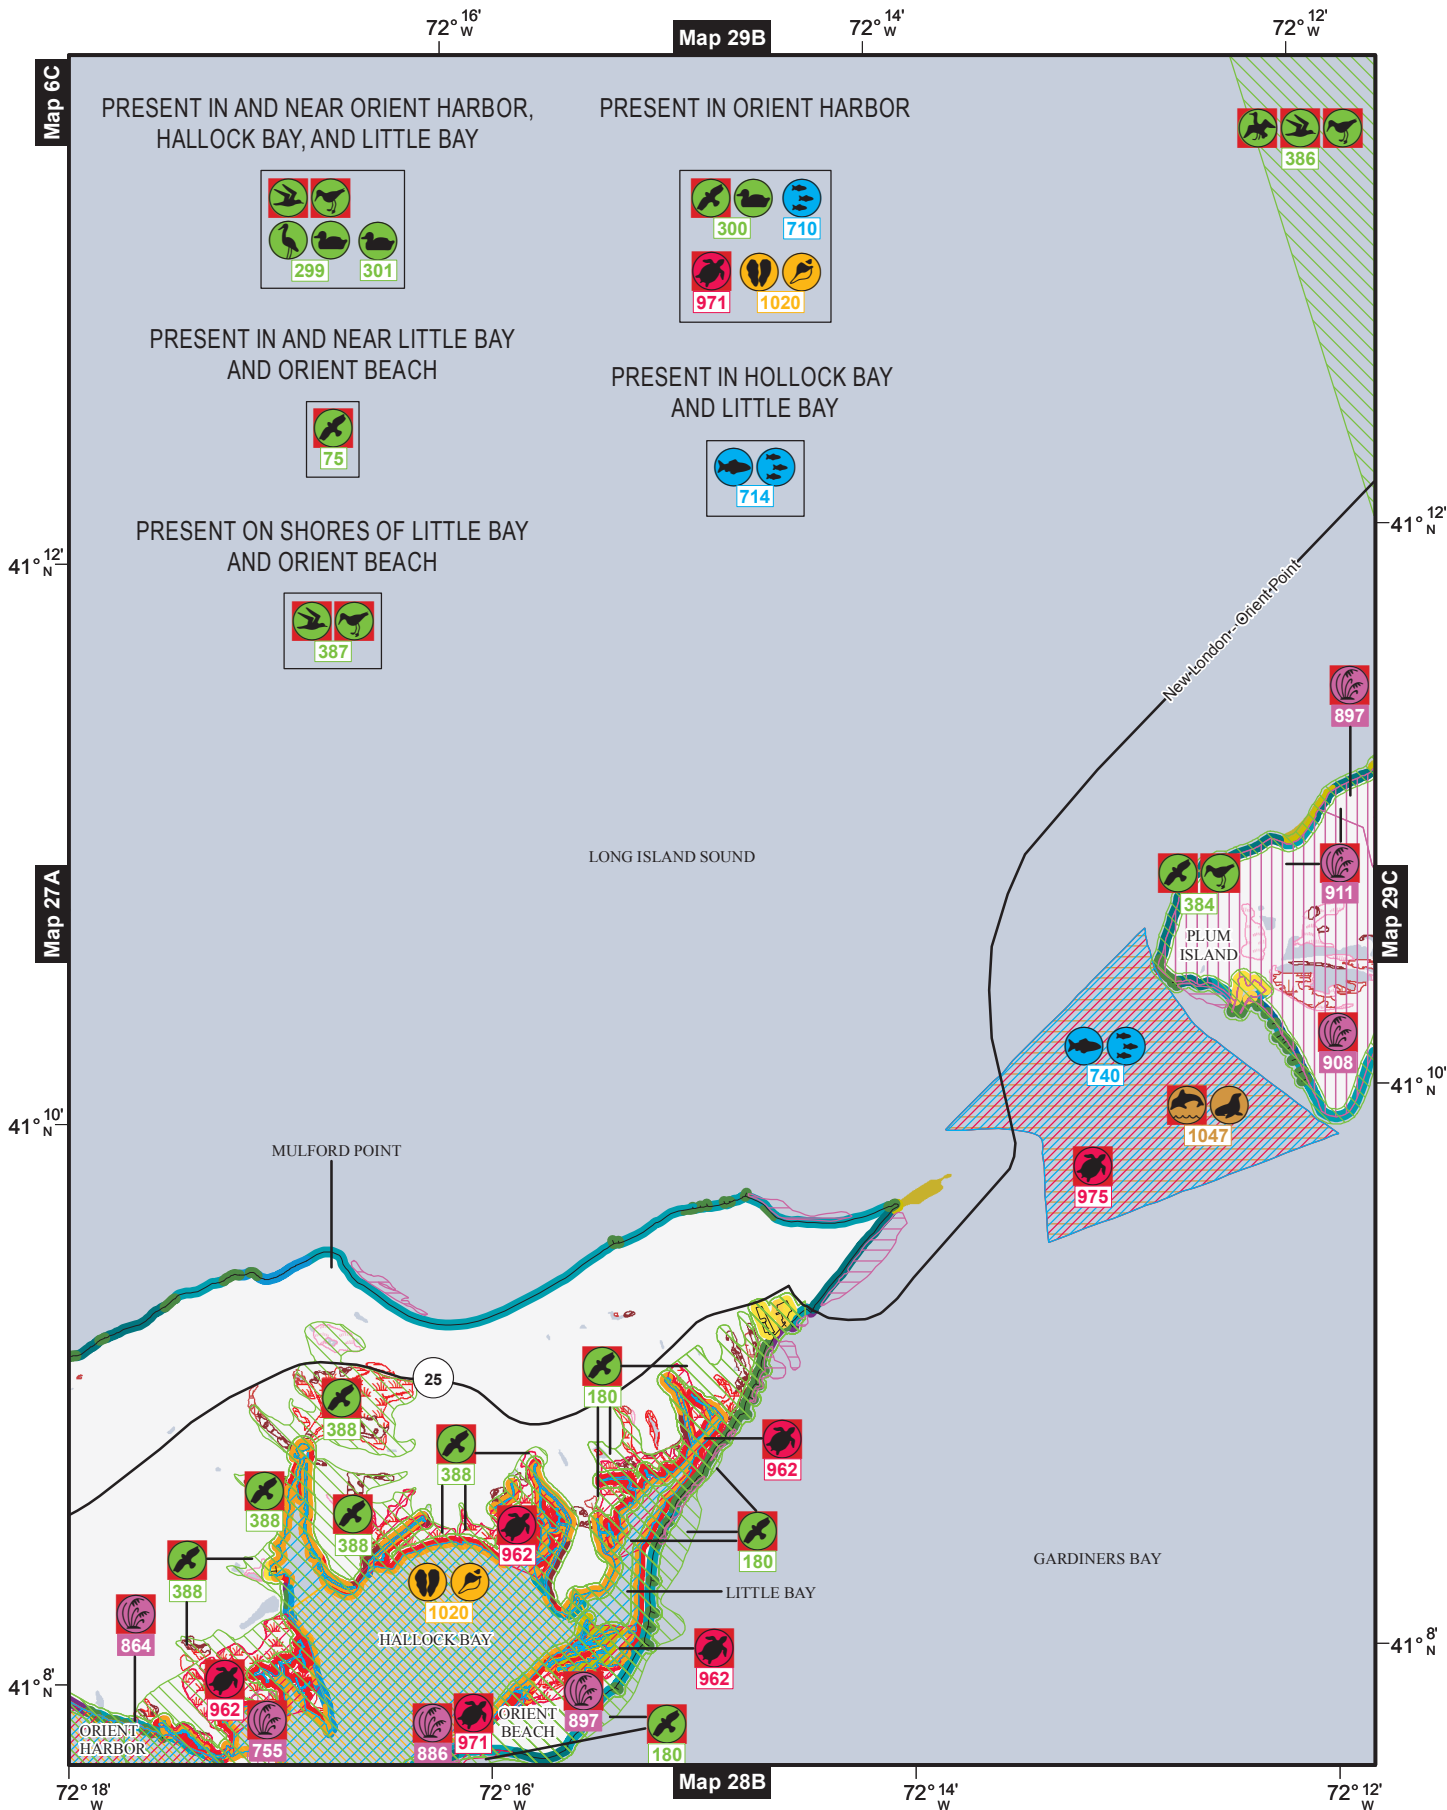 72° 16' W
Map 29B
72° 14' W
72° 12' W
Map 6C
PRESENT IN AND NEAR ORIENT HARBOR,
HALLOCK BAY, AND LITTLE BAY
299
301
PRESENT IN ORIENT HARBOR
300
710
971
1020
386
PRESENT IN AND NEAR LITTLE BAY
AND ORIENT BEACH
75
PRESENT IN HOLLOCK BAY
AND LITTLE BAY
714
PRESENT ON SHORES OF LITTLE BAY
AND ORIENT BEACH
387
41° 12' N
41° 12' N
New London - Orient Point
897
LONG ISLAND SOUND
Map 27A
Map 29C
911
384
PLUM
ISLAND
908
740
1047
975
41° 10' N
41° 10' N
MULFORD POINT
25
180
388
962
388
388
388
962
180
388
GARDINERS BAY
LITTLE BAY
1020
HALLOCK BAY
864
962
962
41° 8' N
41° 8' N
ORIENT
HARBOR
755
886
971
ORIENT
BEACH
897
180
72° 18' W
72° 16' W
Map 28B
72° 14' W
72° 12' W